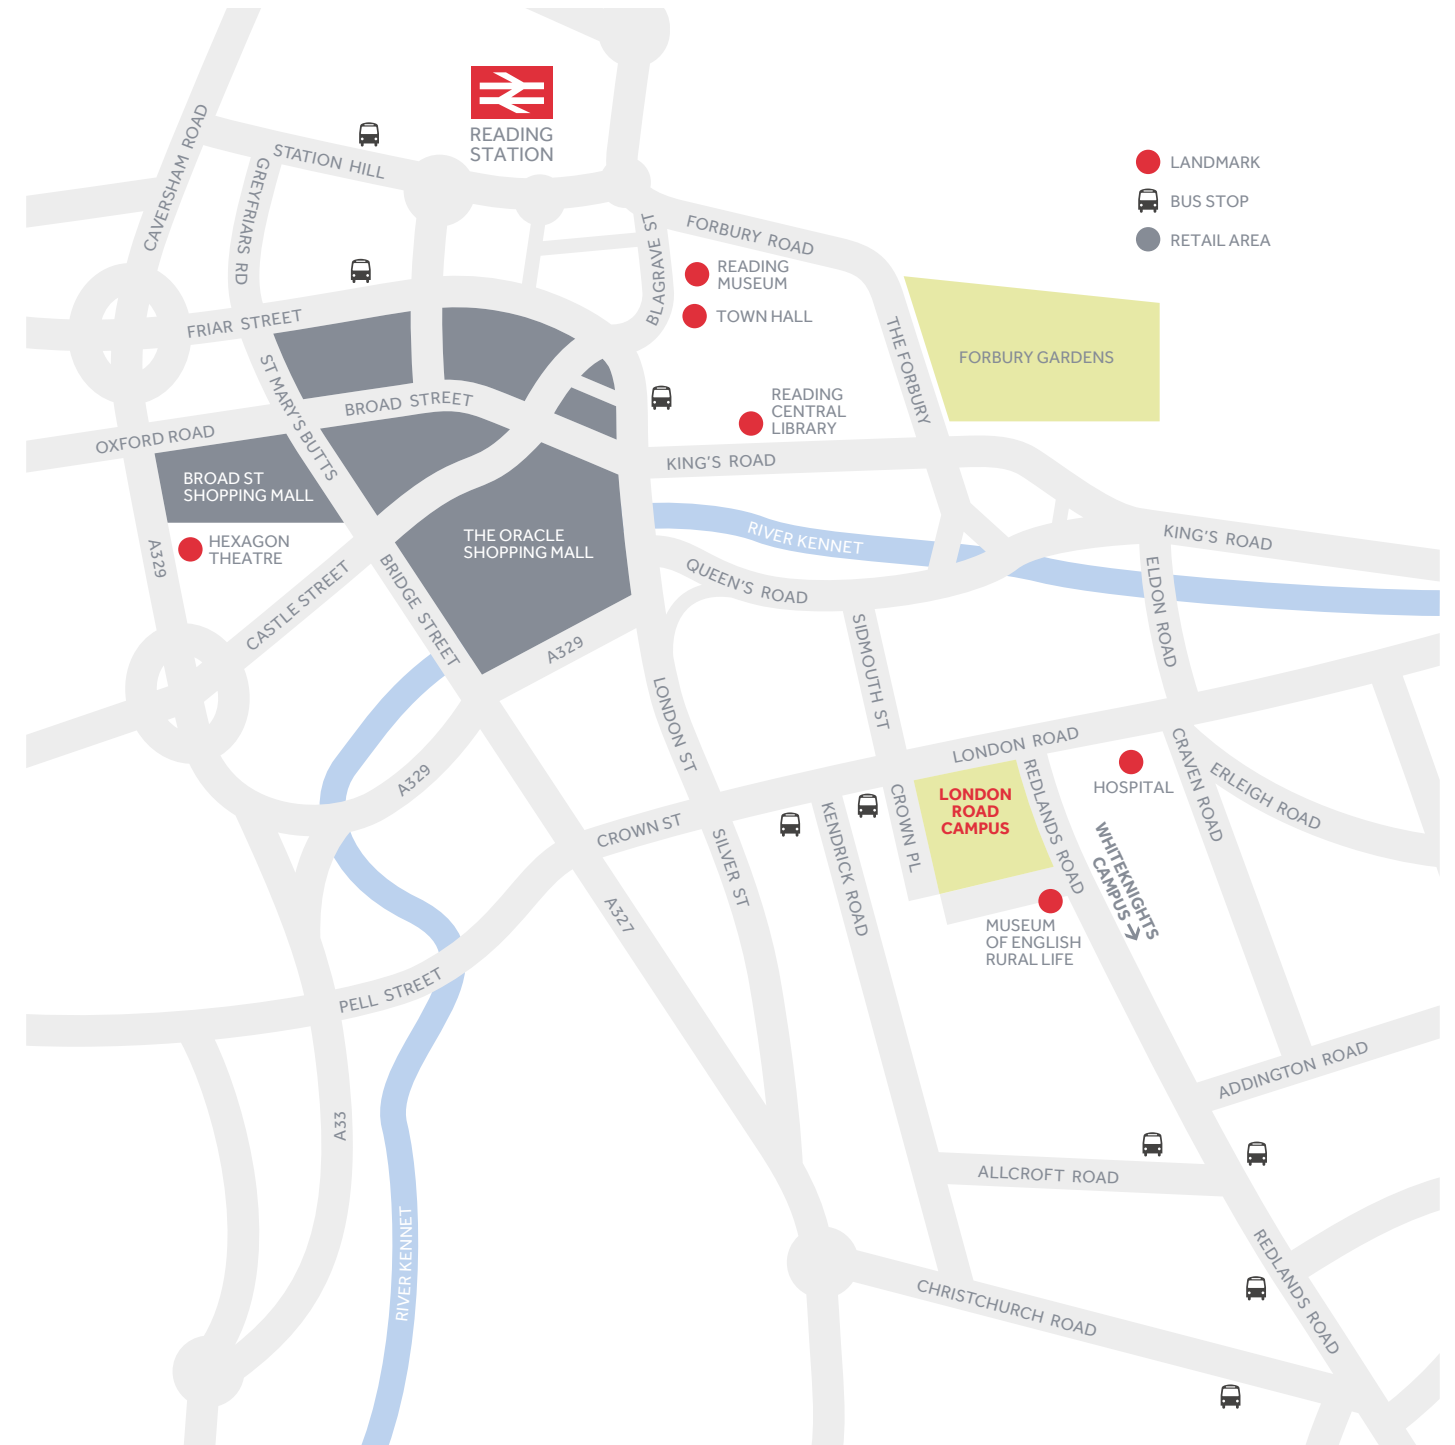 READING
STATION
CAVERSHAM ROAD
STATION HILL
GREYFRIARS RD
BLAGRAVE ST
FORBURY ROAD
LANDMARK
BUS STOP
RETAIL AREA
READING
MUSEUM
TOWN HALL
FRIAR STREET
THE FORBURY
FORBURY GARDENS
ST MARY'S BUTTS
BROAD STREET
READING
CENTRAL
LIBRARY
OXFORD ROAD
KING'S ROAD
BROAD ST
SHOPPING MALL
A329
HEXAGON
THEATRE
THE ORACLE
SHOPPING MALL
RIVER KENNET
KING'S ROAD
QUEEN'S ROAD
CASTLE STREET
BRIDGE STREET
A329
SIDMOUTH ST
ELDON ROAD
LONDON ST
LONDON ROAD
A329
HOSPITAL
CRAVEN ROAD
ERLEIGH ROAD
LONDON
ROAD
CAMPUS
REDLANDS ROAD
CROWN ST
SILVER ST
KENDRICK ROAD
CROWN PL
WHITEKNIGHTS
CAMPUS
A327
MUSEUM
OF ENGLISH
RURAL LIFE
PELL STREET
A33
ADDINGTON ROAD
ALLCROFT ROAD
RIVER KENNET
CHRISTCHURCH ROAD
REDLANDS ROAD